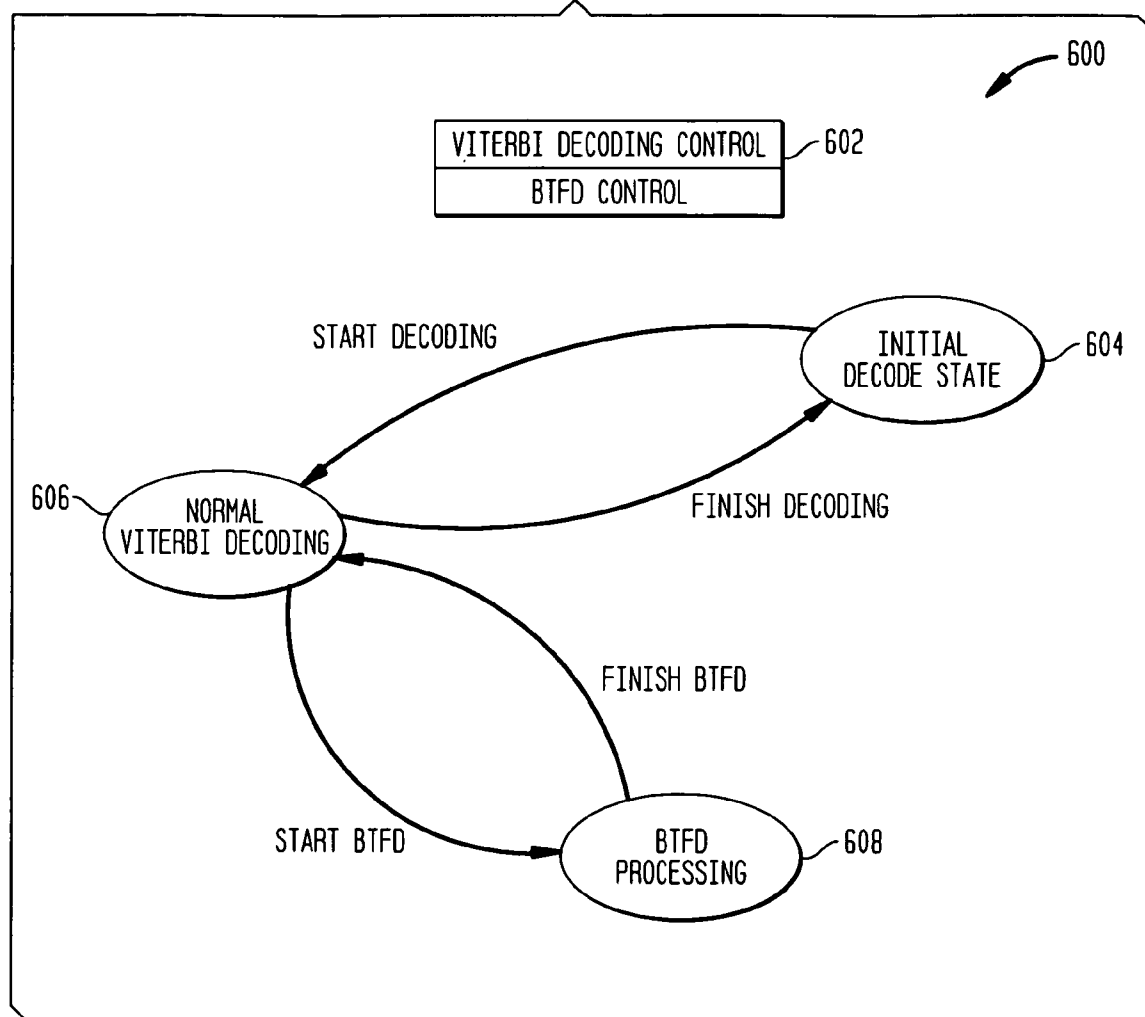 600
VITERBI DECODING CONTROL
602
BTFD CONTROL
START DECODING
INITIAL
DECODE STATE
604
606
NORMAL
VITERBI DECODING
FINISH DECODING
FINISH BTFD
START BTFD
BTFD
PROCESSING
608